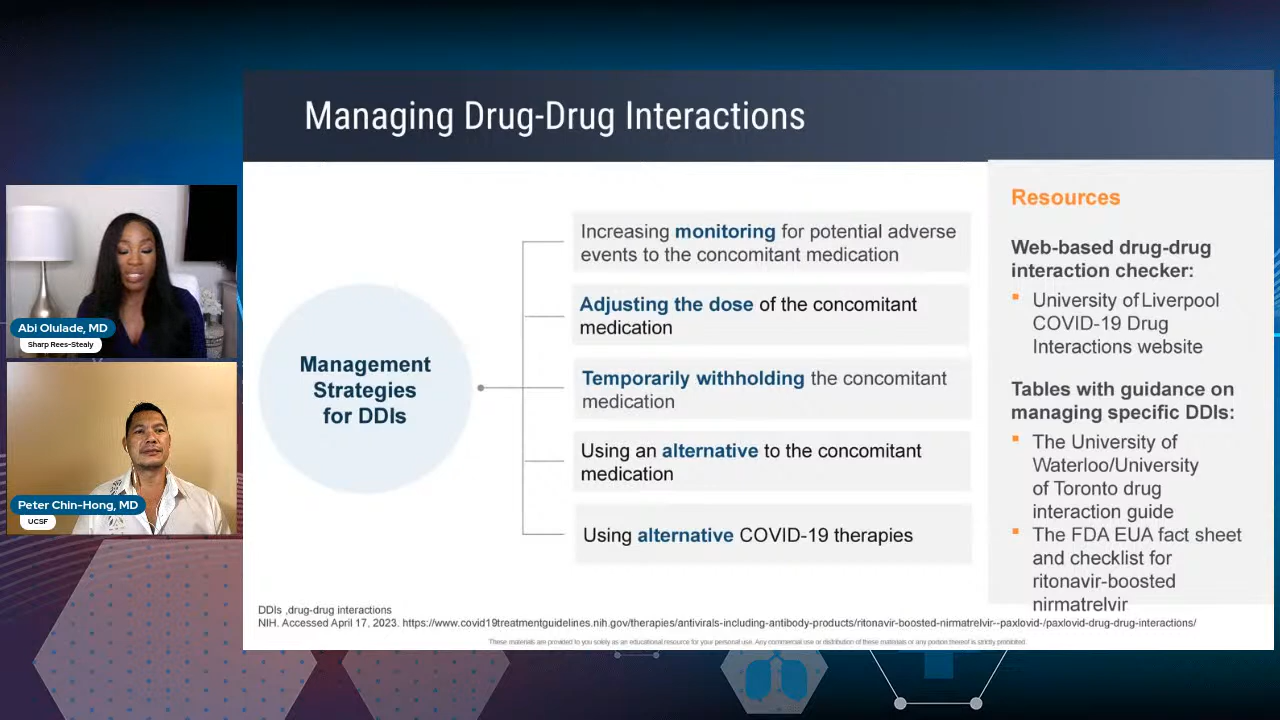 Managing Drug-Drug Interactions
Abi Olulade, MD
Sharp Rees-Stealy
Peter Chin-Hong, MD
UCSF
Management
Strategies
for DDIs
Increasing monitoring for potential adverse
events to the concomitant medication
Adjusting the dose of the concomitant
medication
Temporarily withholding the concomitant
medication
Using an alternative to the concomitant
medication
Using alternative COVID-19 therapies
Resources
Web-based drug-drug
interaction checker:
University of Liverpool
COVID-19 Drug
Interactions website
Tables with guidance on
managing specific DDIs:
The University of
Waterloo/University
of Toronto drug
interaction guide
The FDA EUA fact sheet
and checklist for
ritonavir-boosted
nirmatrelvir
DDIs ,drug-drug interactions
NIH. Accessed April 17, 2023. https://www.covid19treatmentguidelines.nih.gov/therapies/antivirals-including-antibody-products/ritonavir-boosted-nirmatrelvir--paxlovid-/paxlovid-drug-drug-interactions/
These materials are provided to you solely as an educational resource for your personal use. Any commercial use or distribution of these materials or any portion thereof is strictly prohibited.